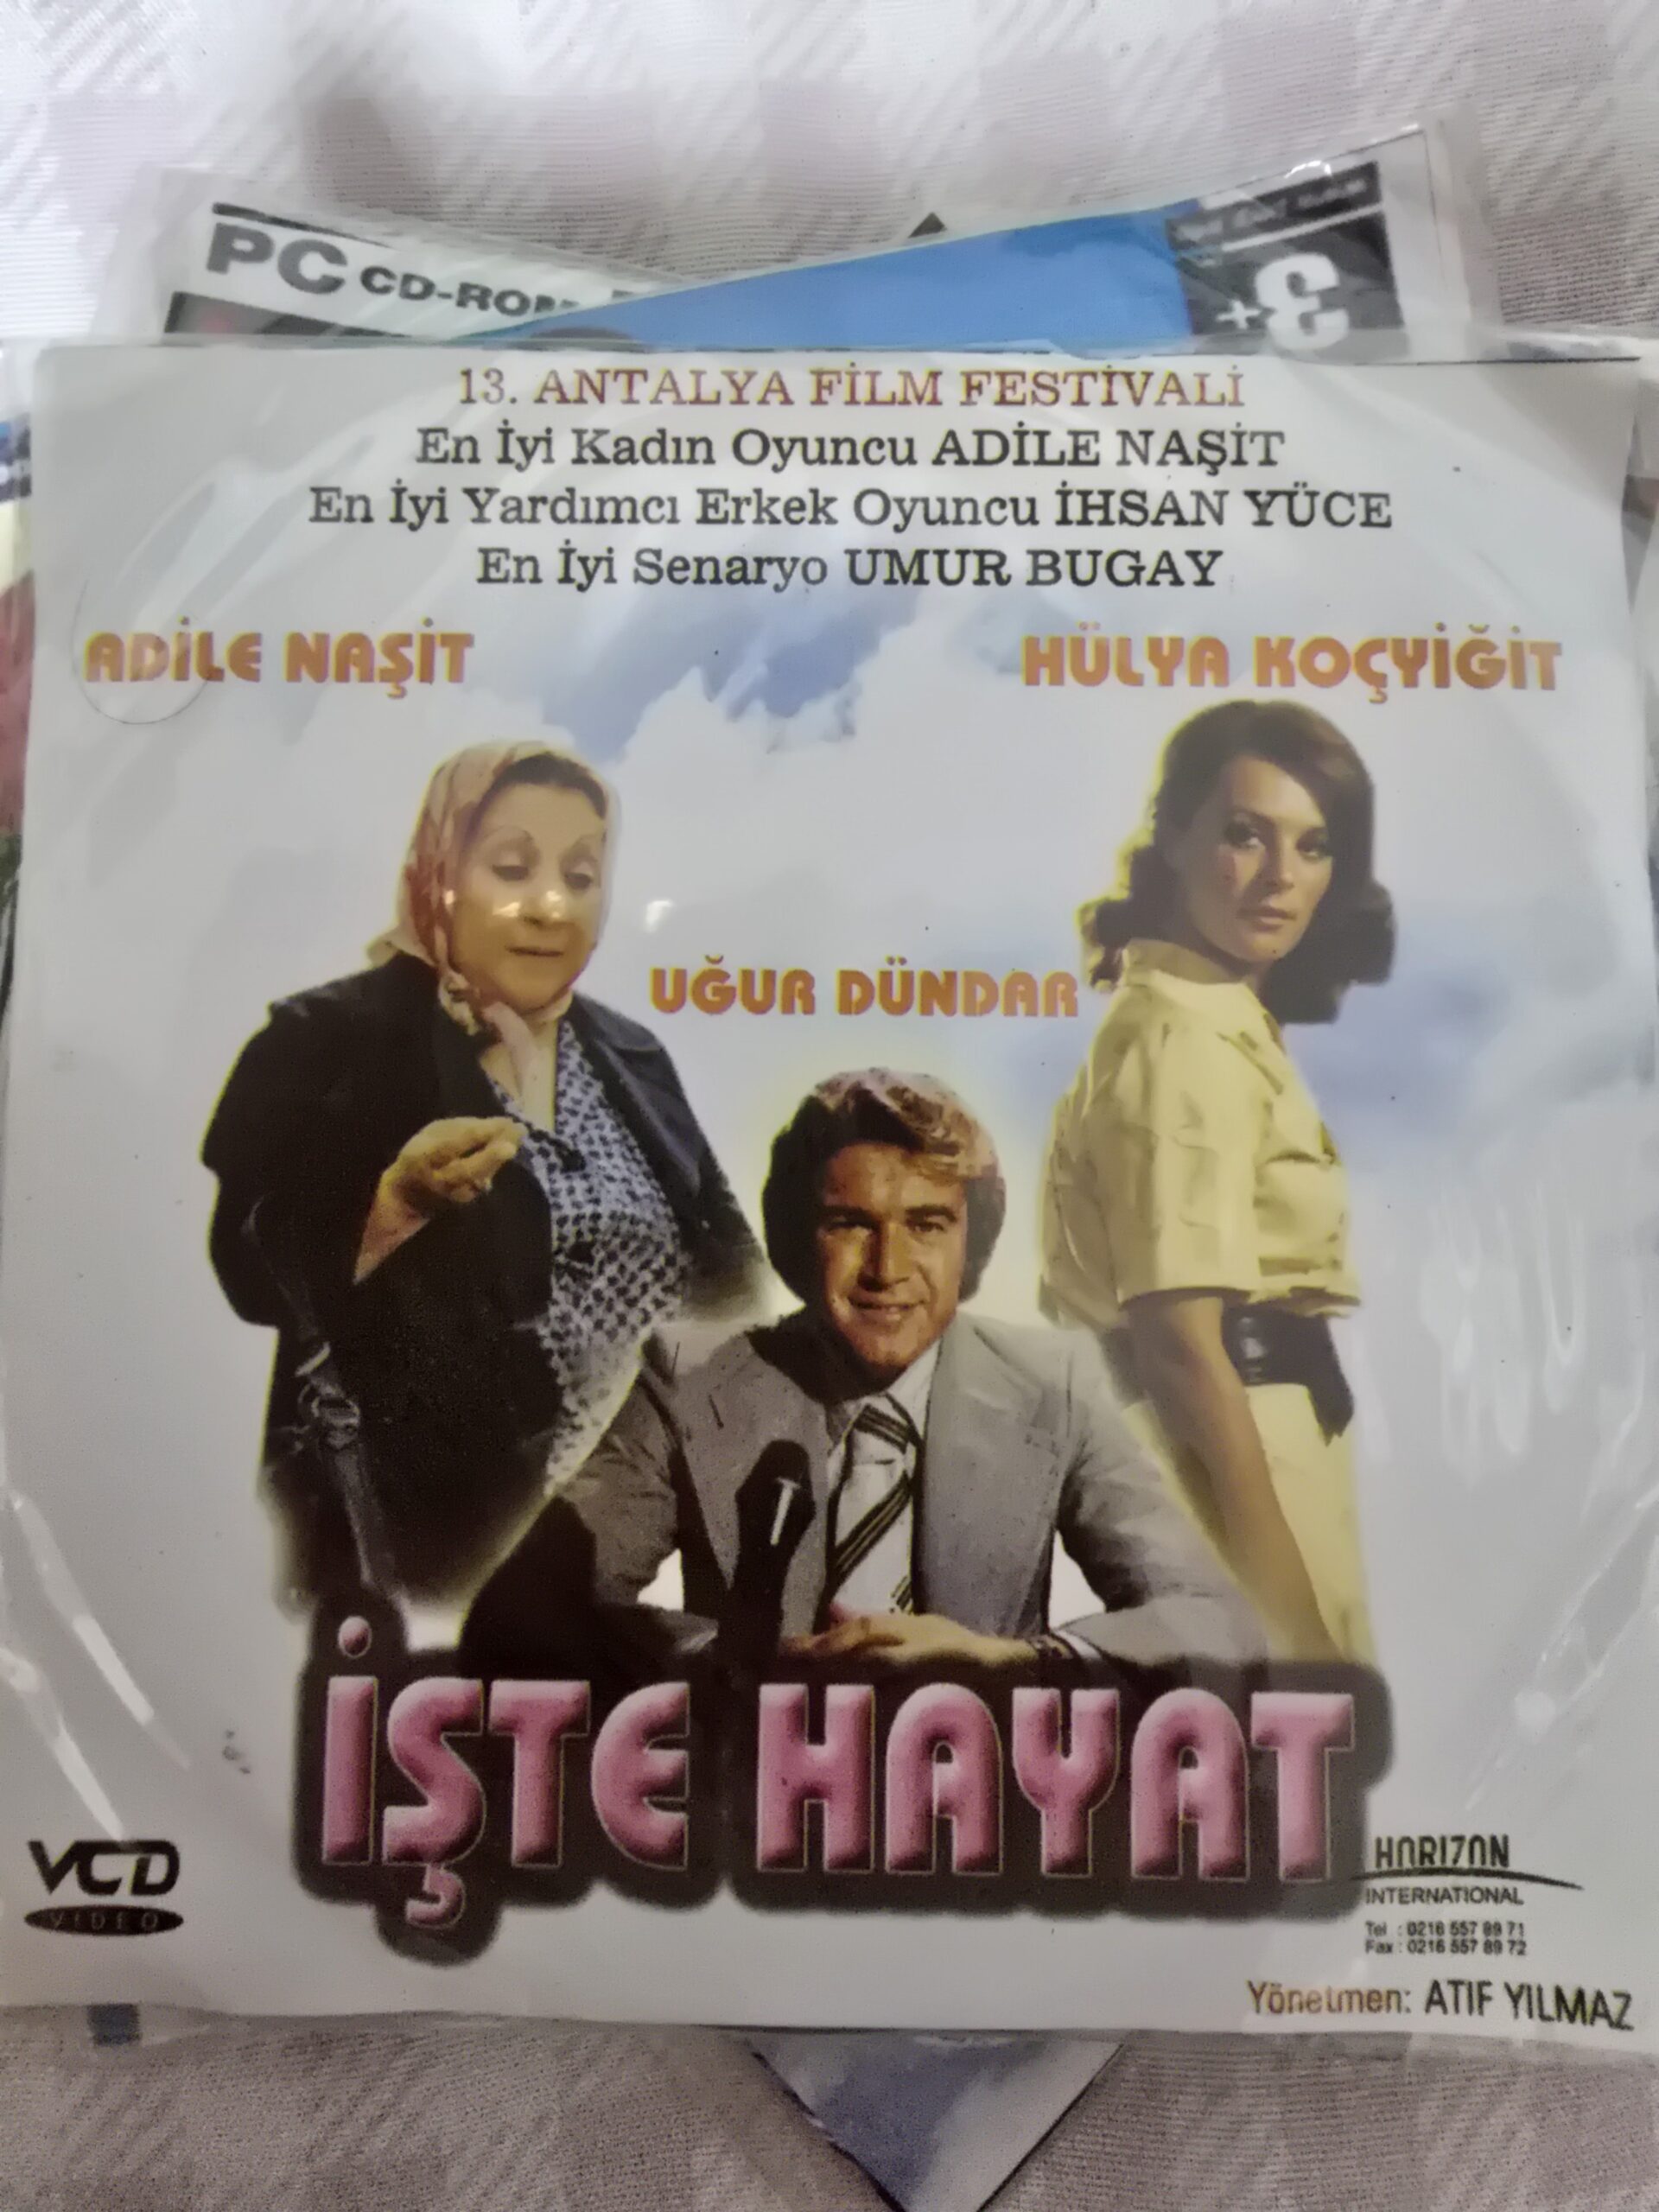 PC CD-ROM
+3
13. ANTALYA FİLM FESTİVALİ
En İyi Kadın Oyuncu ADİLE NAŞİT
En İyi Yardımcı Erkek Oyuncu İHSAN YÜCE
En İyi Senaryo UMUR BUGAY
ADİLE NAŞİT
HÜLYA KOÇYİĞİT
UĞUR DÜNDAR
İŞTE HAYAT
VCD
VIDEO
HORIZON
INTERNATIONAL
Tel : 0216 557 89 71
Fax : 0216 557 89 72
Yönetmen: ATIF YILMAZ